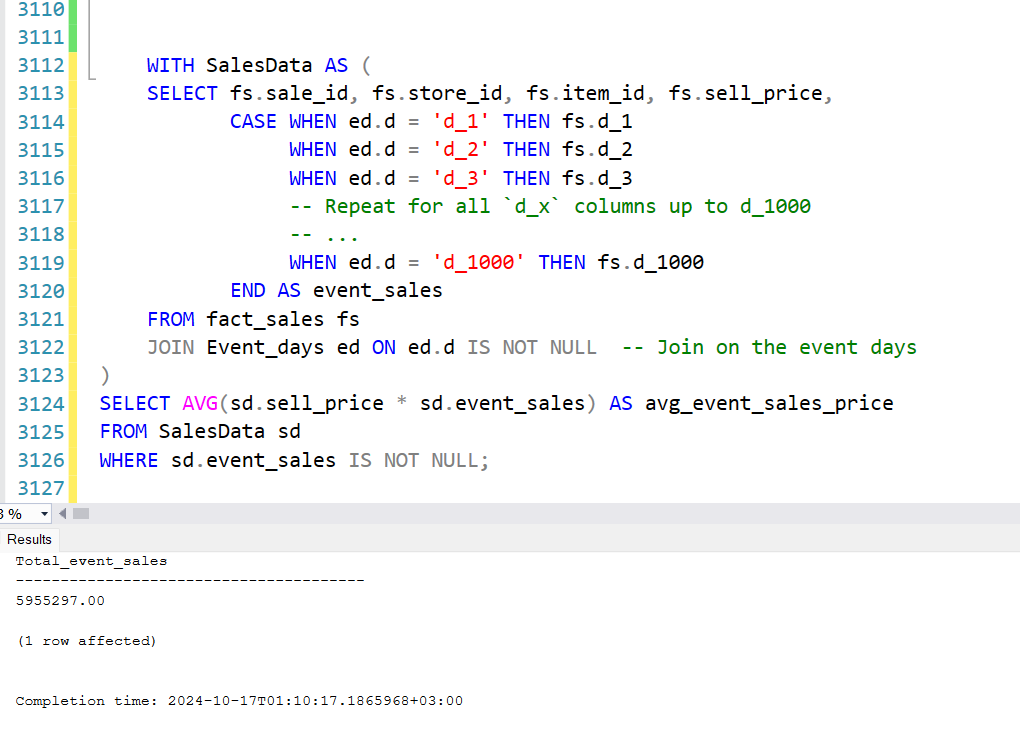 3110
3111
3112 WITH SalesData AS (
3113 SELECT fs.sale_id, fs.store_id, fs.item_id, fs.sell_price,
3114 CASE WHEN ed.d = 'd_1' THEN fs.d_1
3115 WHEN ed.d = 'd_2' THEN fs.d_2
3116 WHEN ed.d = 'd_3' THEN fs.d_3
3117 -- Repeat for all `d_x` columns up to d_1000
3118 -- ...
3119 WHEN ed.d = 'd_1000' THEN fs.d_1000
3120 END AS event_sales
3121 FROM fact_sales fs
3122 JOIN Event_days ed ON ed.d IS NOT NULL -- Join on the event days
3123 )
3124 SELECT AVG(sd.sell_price * sd.event_sales) AS avg_event_sales_price
3125 FROM SalesData sd
3126 WHERE sd.event_sales IS NOT NULL;
3127
%
Results
Total_event_sales
---------------------------------------
5955297.00
(1 row affected)
Completion time: 2024-10-17T01:10:17.1865968+03:00